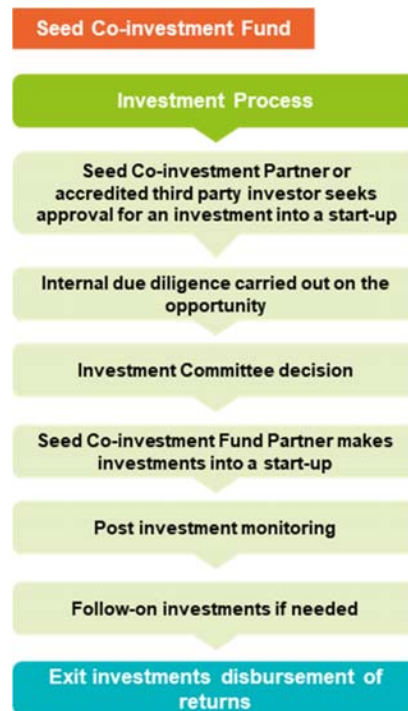 Seed Co-investment Fund
Investment Process
Seed Co-investment Partner or
accredited third party investor seeks
approval for an investment into a start-up
Internal due diligence carried out on the
opportunity
Investment Committee decision
Seed Co-investment Fund Partner makes
investments into a start-up
Post investment monitoring
Follow-on investments if needed
Exit investments disbursement of
returns